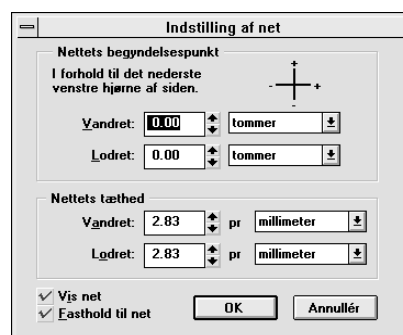 Indstilling af net
Nettets begyndelsespunkt
I forhold til det nederste
venstre hjørne af siden.
+
- +
-
Vandret: 0.00 tommer
Lodret: 0.00 tommer
Nettets tæthed
Vandret: 2.83 pr millimeter
Lodret: 2.83 pr millimeter
Vis net
Fasthold til net
OK Annullér